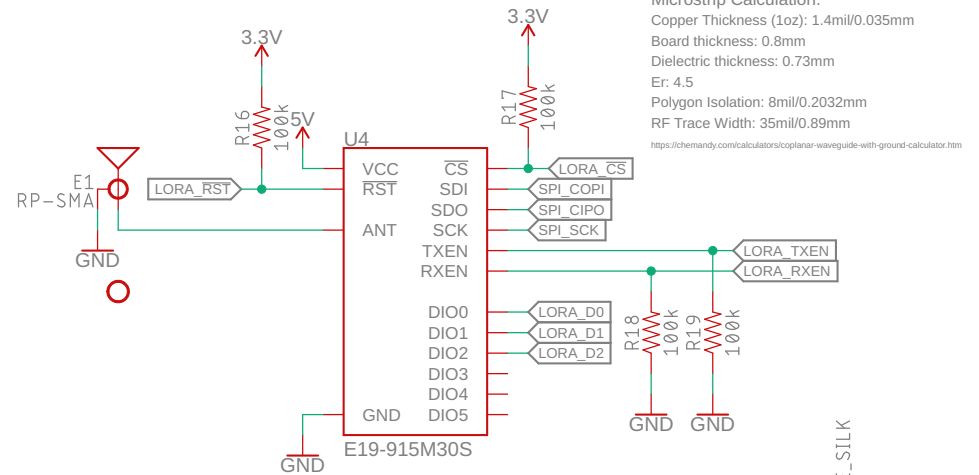 Microstrip Calculation:
Copper Thickness (1oz): 1.4mil/0.035mm
Board thickness: 0.8mm
Dielectric thickness: 0.73mm
Er: 4.5
Polygon Isolation: 8mil/0.2032mm
RF Trace Width: 35mil/0.89mm
https://chemandy.com/calculators/coplanar-waveguide-with-ground-calculator.htm
3.3V
3.3V
R16
100k
5V
R17
100k
U4
VCC
RST
ANT
GND
CS
SDI
SDO
SCK
TXEN
RXEN
DIO0
DIO1
DIO2
DIO3
DIO4
DIO5
E19-915M30S
E1
RP-SMA
GND
LORA_RST
GND
LORA_CS
SPI_COPI
SPI_CIPO
SPI_SCK
LORA_TXEN
LORA_RXEN
LORA_D0
LORA_D1
LORA_D2
R18
100k
R19
100k
GND
GND